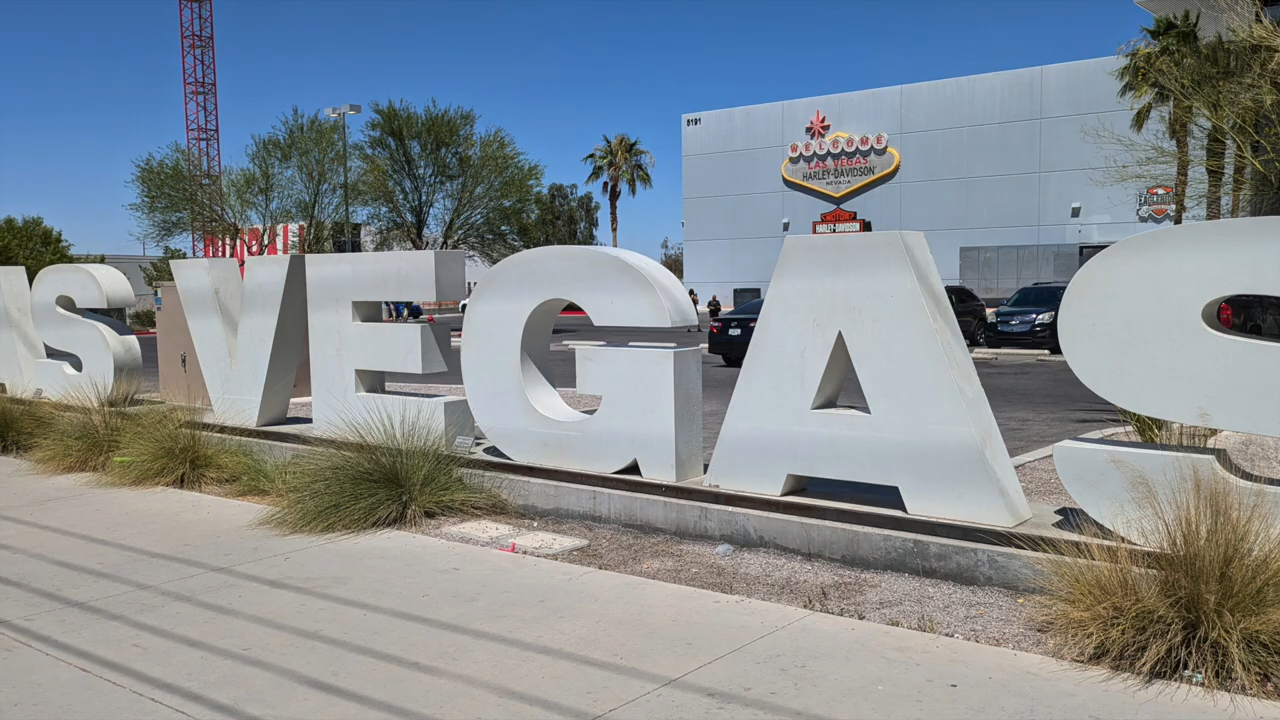 AS VEGAS
5191
WELCOME
LAS VEGAS
HARLEY-DAVIDSON
NEVADA
MOTOR
HARLEY-DAVIDSON